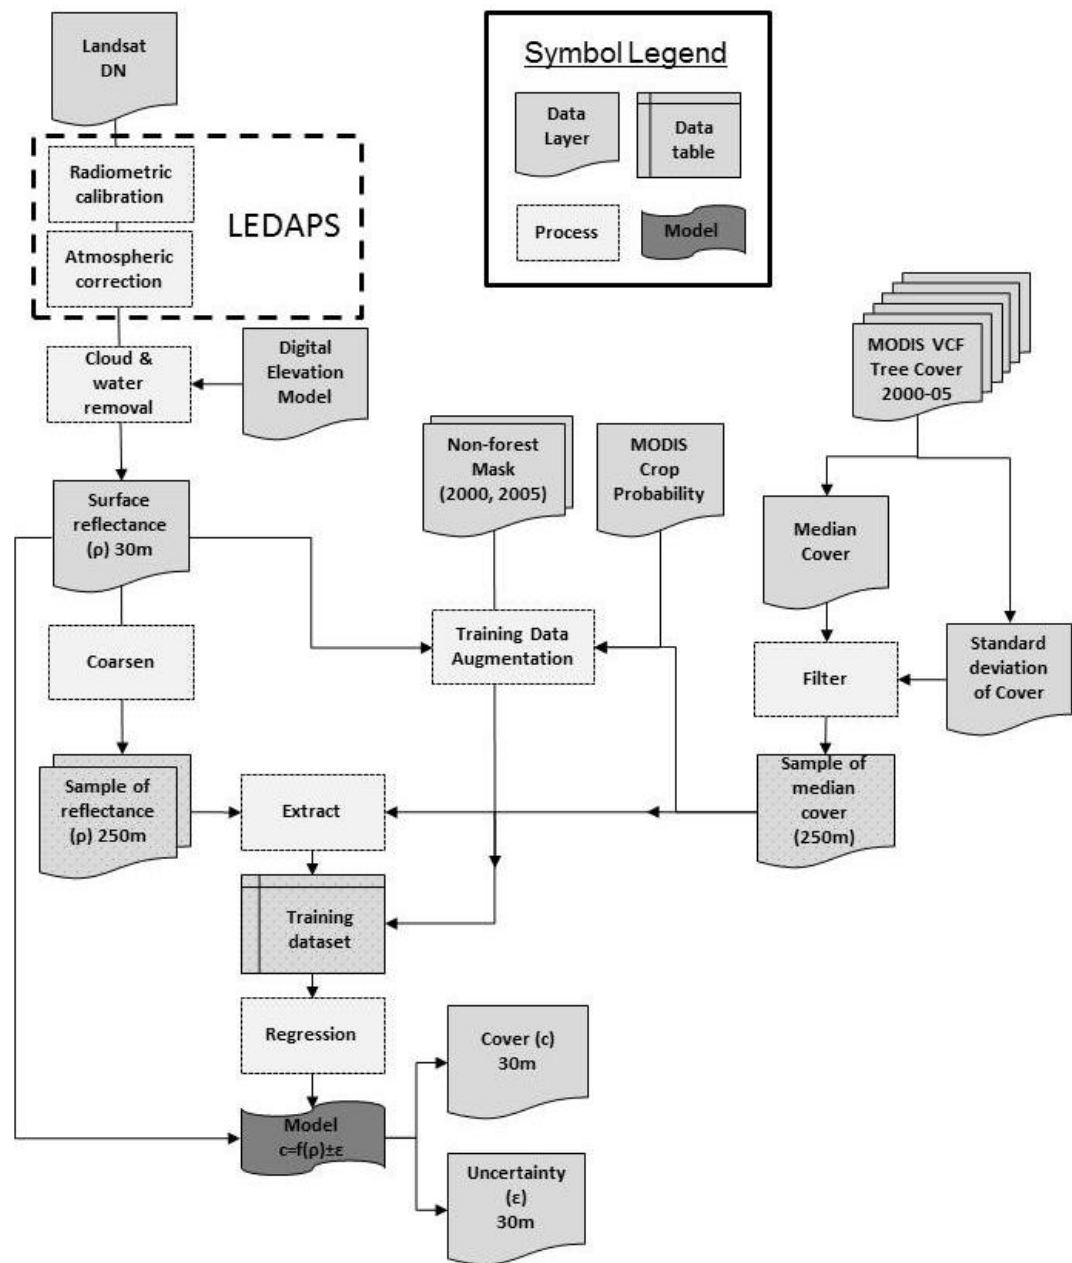 Landsat
DN
Symbol Legend
Data
Layer
Data
table
Process
Model
Radiometric
calibration
LEDAPS
Atmospheric
correction
Cloud &
water
removal
Digital
Elevation
Model
MODIS VCF
Tree Cover
2000-05
Non-forest
Mask
(2000, 2005)
MODIS
Crop
Probability
Surface
reflectance
(ρ) 30m
Median
Cover
Coarsen
Training Data
Augmentation
Filter
Standard
deviation
of Cover
Sample of
reflectance
(ρ) 250m
Extract
Sample of
median
cover
(250m)
Training
dataset
Regression
Cover (c)
30m
Model
c=f(ρ)±ε
Uncertainty
(ε)
30m